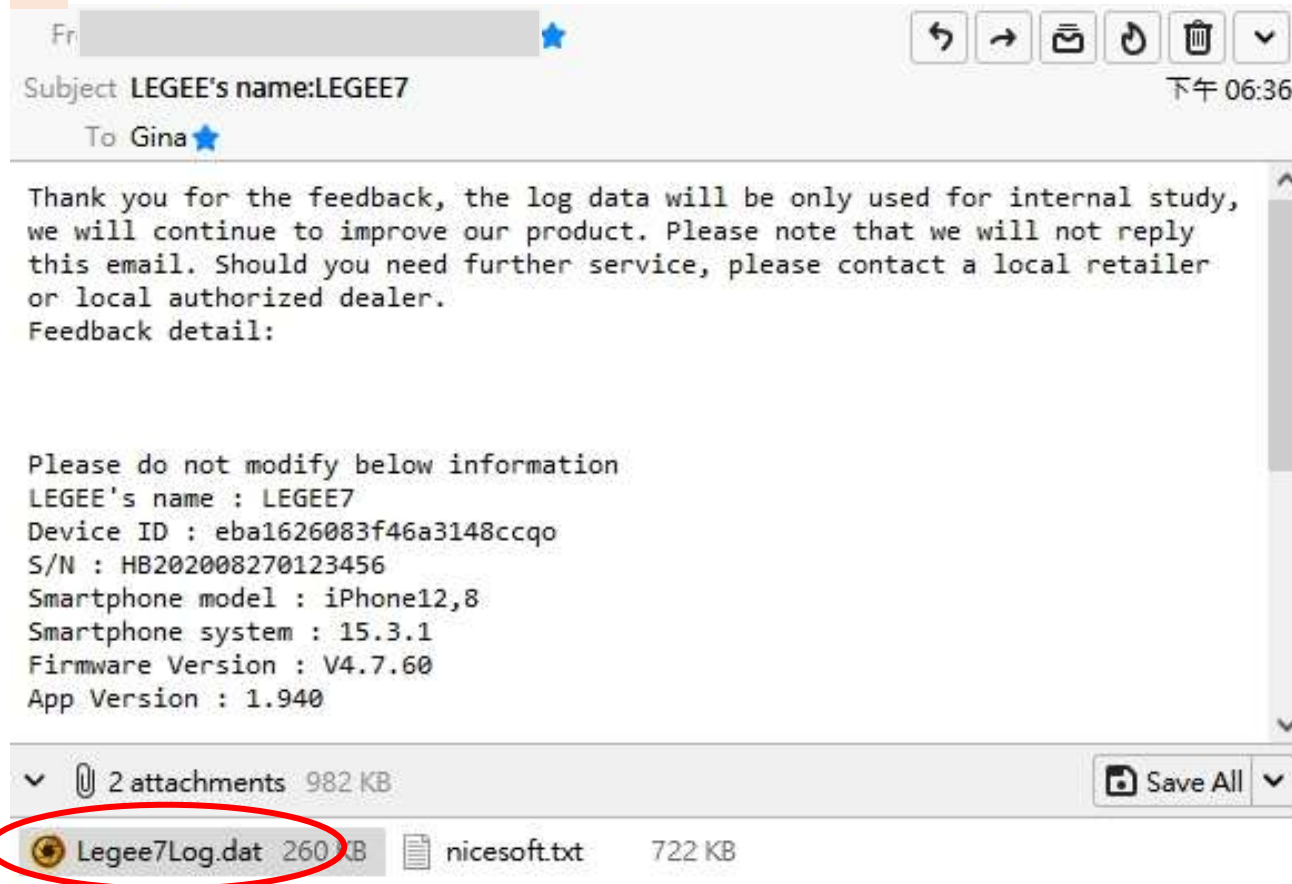 Fr
Subject LEGEE's name:LEGEE7
下午 06:36
To Gina
Thank you for the feedback, the log data will be only used for internal study,
we will continue to improve our product. Please note that we will not reply
this email. Should you need further service, please contact a local retailer
or local authorized dealer.
Feedback detail:
Please do not modify below information
LEGEE's name : LEGEE7
Device ID : eba1626083f46a3148ccqo
S/N : HB202008270123456
Smartphone model : iPhone12,8
Smartphone system : 15.3.1
Firmware Version : V4.7.60
App Version : 1.940
2 attachments 982 KB
Save All
Legee7Log.dat 260 KB nicesoft.txt 722 KB